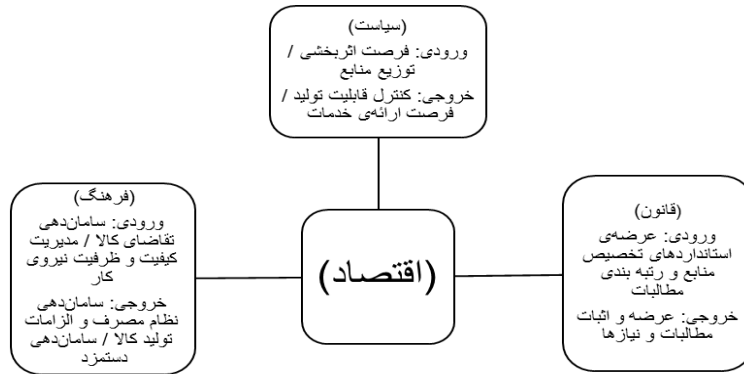 (سیاست)
ورودی: فرصت اثربخشی /
توزیع منابع
خروجی: کنترل قابلیت تولید /
فرصت ارائه‌ی خدمات
(قانون)
ورودی: عرضه‌ی
استانداردهای تخصیص
منابع و رتبه بندی
مطالبات
خروجی: عرضه و اثبات
مطالبات و نیازها
(اقتصاد)
(فرهنگ)
ورودی: سامان‌دهی
تقاضای کالا / مدیریت
کیفیت و ظرفیت نیروی
کار
خروجی: سامان‌دهی
نظام مصرف و الزامات
تولید کالا / سامان‌دهی
دستمزد